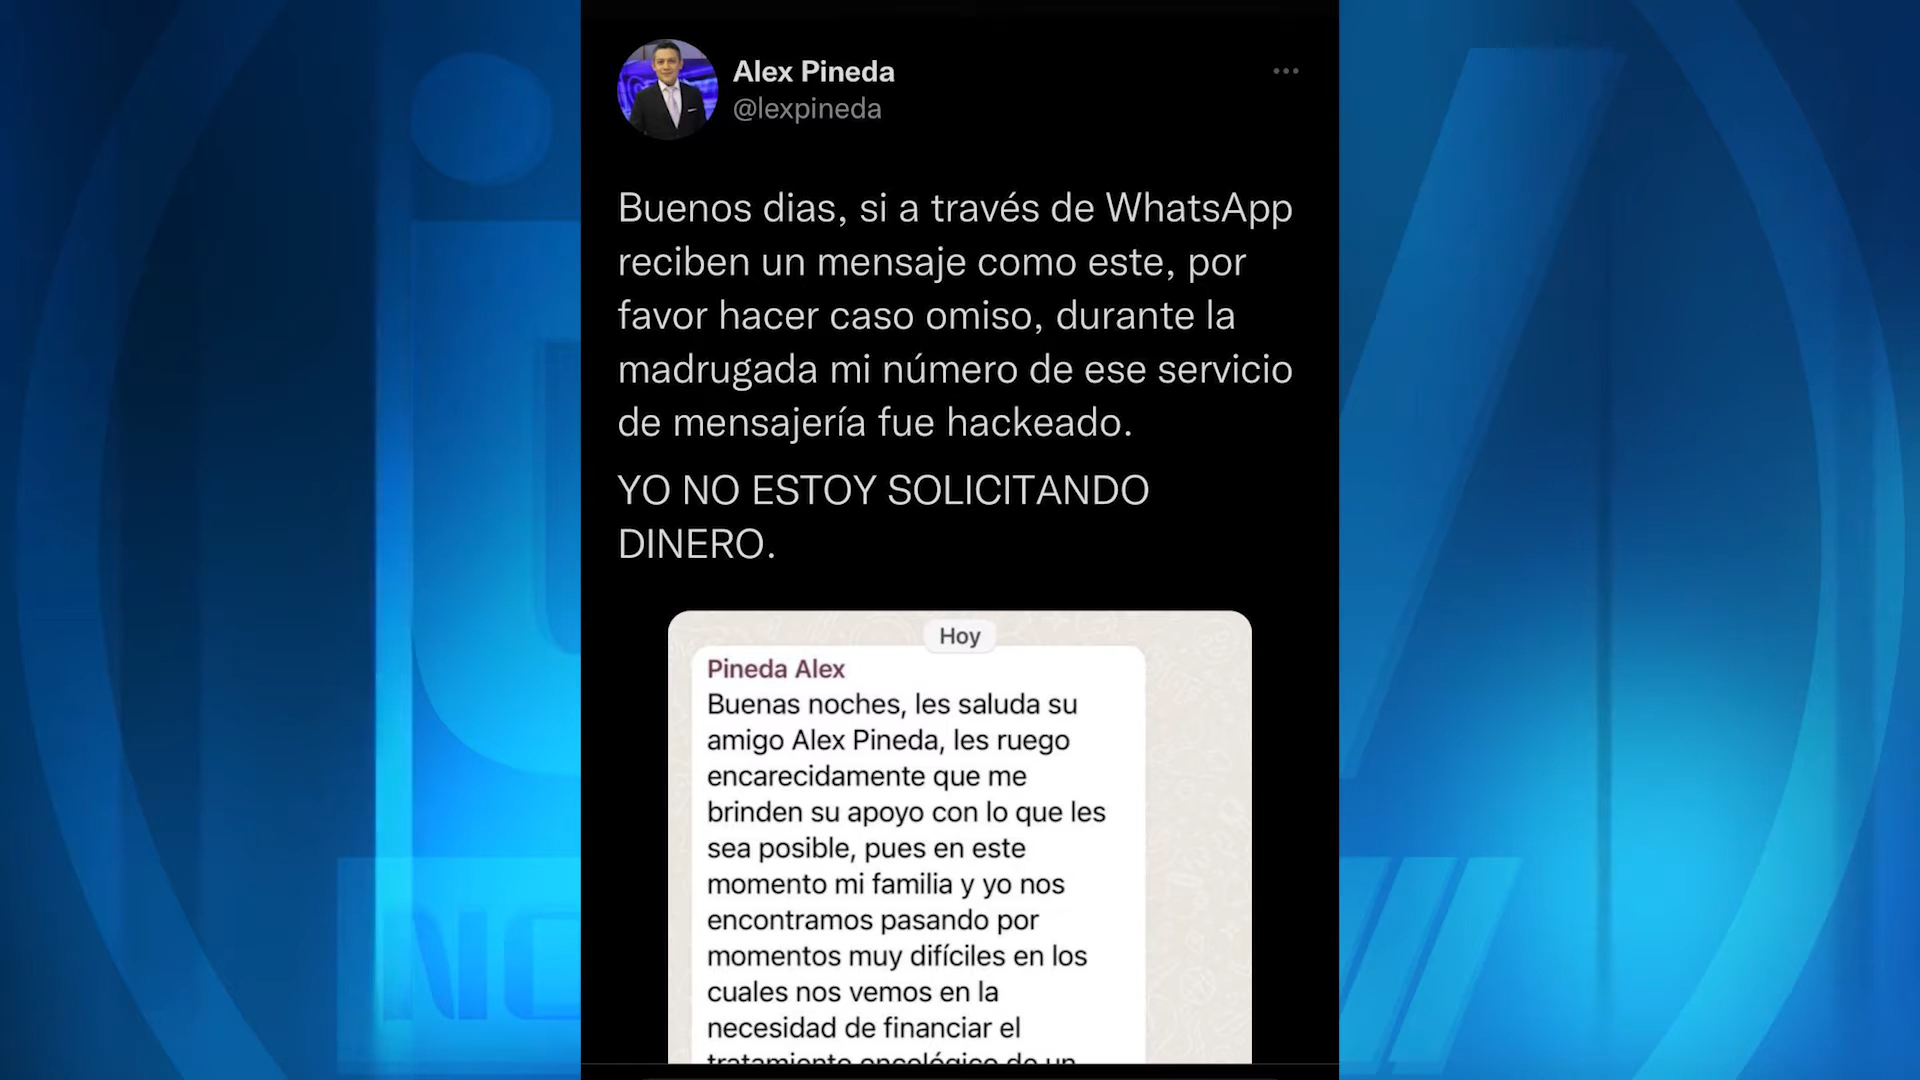 Alex Pineda
@lexpineda
Buenos dias, si a través de WhatsApp
reciben un mensaje como este, por
favor hacer caso omiso, durante la
madrugada mi número de ese servicio
de mensajería fue hackeado.
YO NO ESTOY SOLICITANDO
DINERO.
Hoy
Pineda Alex
Buenas noches, les saluda su
amigo Alex Pineda, les ruego
encarecidamente que me
brinden su apoyo con lo que les
sea posible, pues en este
momento mi familia y yo nos
encontramos pasando por
momentos muy difíciles en los
cuales nos vemos en la
necesidad de financiar el
tratamiento oncológico de un